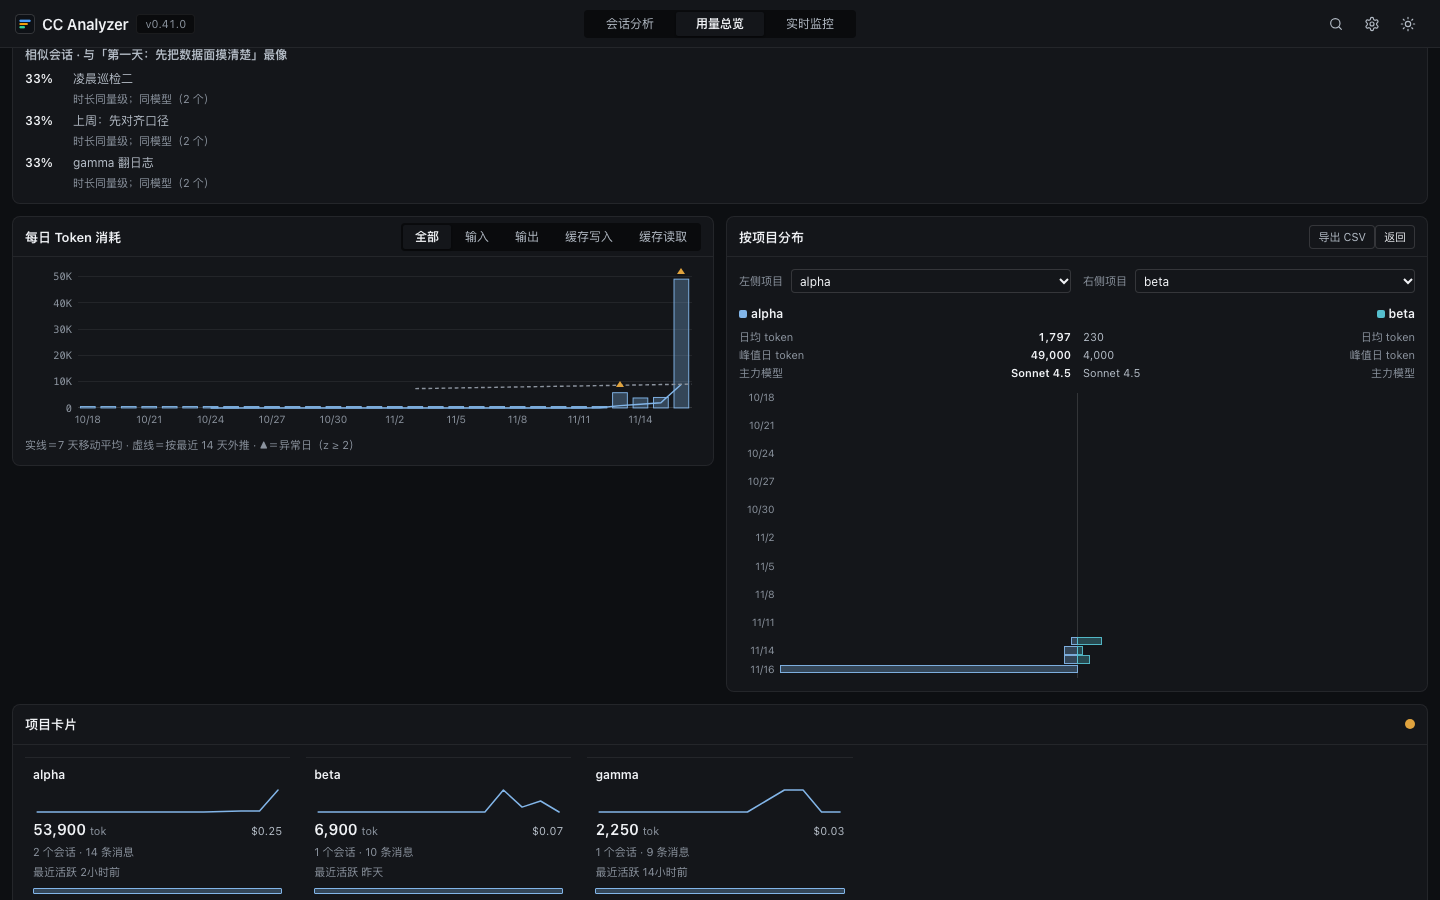 CC Analyzer v0.41.0 会话分析 用量总览 实时监控
相似会话 · 与「第一天：先把数据面摸清楚」最像
33% 凌晨巡检二
时长同量级；同模型（2 个）
33% 上周：先对齐口径
时长同量级；同模型（2 个）
33% gamma 翻日志
时长同量级；同模型（2 个）
每日 Token 消耗 全部 输入 输出 缓存写入 缓存读取
50K
40K
30K
20K
10K
0
10/18 10/21 10/24 10/27 10/30 11/2 11/5 11/8 11/11 11/14
实线＝7 天移动平均 · 虚线＝按最近 14 天外推 · ▲＝异常日（z ≥ 2）
按项目分布 导出 CSV 返回
左侧项目 alpha 右侧项目 beta
alpha beta
日均 token 1,797 230 日均 token
峰值日 token 49,000 4,000 峰值日 token
主力模型 Sonnet 4.5 Sonnet 4.5 主力模型
10/18
10/21
10/24
10/27
10/30
11/2
11/5
11/8
11/11
11/14
11/16
项目卡片
alpha
53,900 tok $0.25
2 个会话 · 14 条消息
最近活跃 2小时前
beta
6,900 tok $0.07
1 个会话 · 10 条消息
最近活跃 昨天
gamma
2,250 tok $0.03
1 个会话 · 9 条消息
最近活跃 14小时前